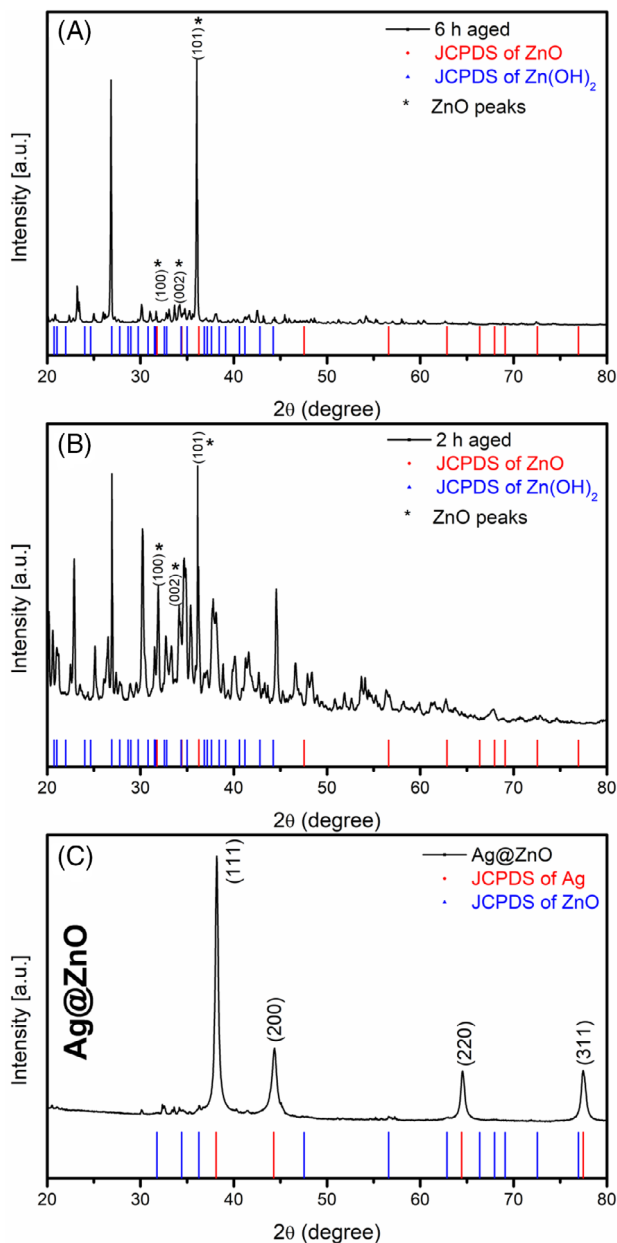 (A)
(101)*
6 h aged
JCPDS of ZnO
JCPDS of Zn(OH)2
* ZnO peaks
(100)*
(002)*
Intensity [a.u.]
20 30 40 50 60 70 80
2θ (degree)
(B)
(101)*
2 h aged
JCPDS of ZnO
JCPDS of Zn(OH)2
* ZnO peaks
(100)*
(002)*
Intensity [a.u.]
20 30 40 50 60 70 80
2θ (degree)
(C)
(111)
Ag@ZnO
JCPDS of Ag
JCPDS of ZnO
Ag@ZnO
(200)
(220)
(311)
Intensity [a.u.]
20 30 40 50 60 70 80
2θ (degree)